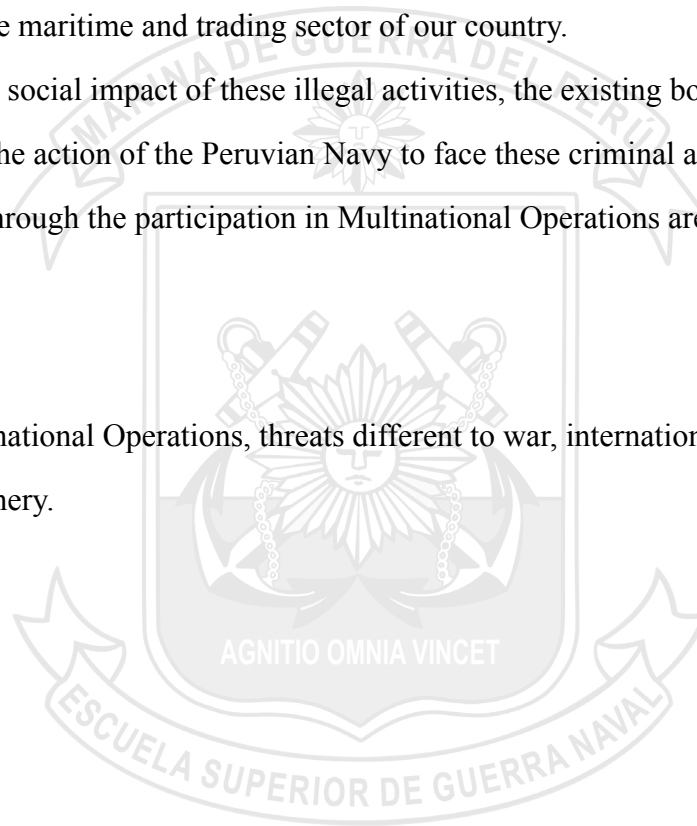 MARINA DE GUERRA DEL PERÚ
e maritime and trading sector of our country.
social impact of these illegal activities, the existing bo
he action of the Peruvian Navy to face these criminal a
hrough the participation in Multinational Operations are
national Operations, threats different to war, internation
nery.
AGNITIO OMNIA VINCET
ESCUELA SUPERIOR DE GUERRA NAVAL